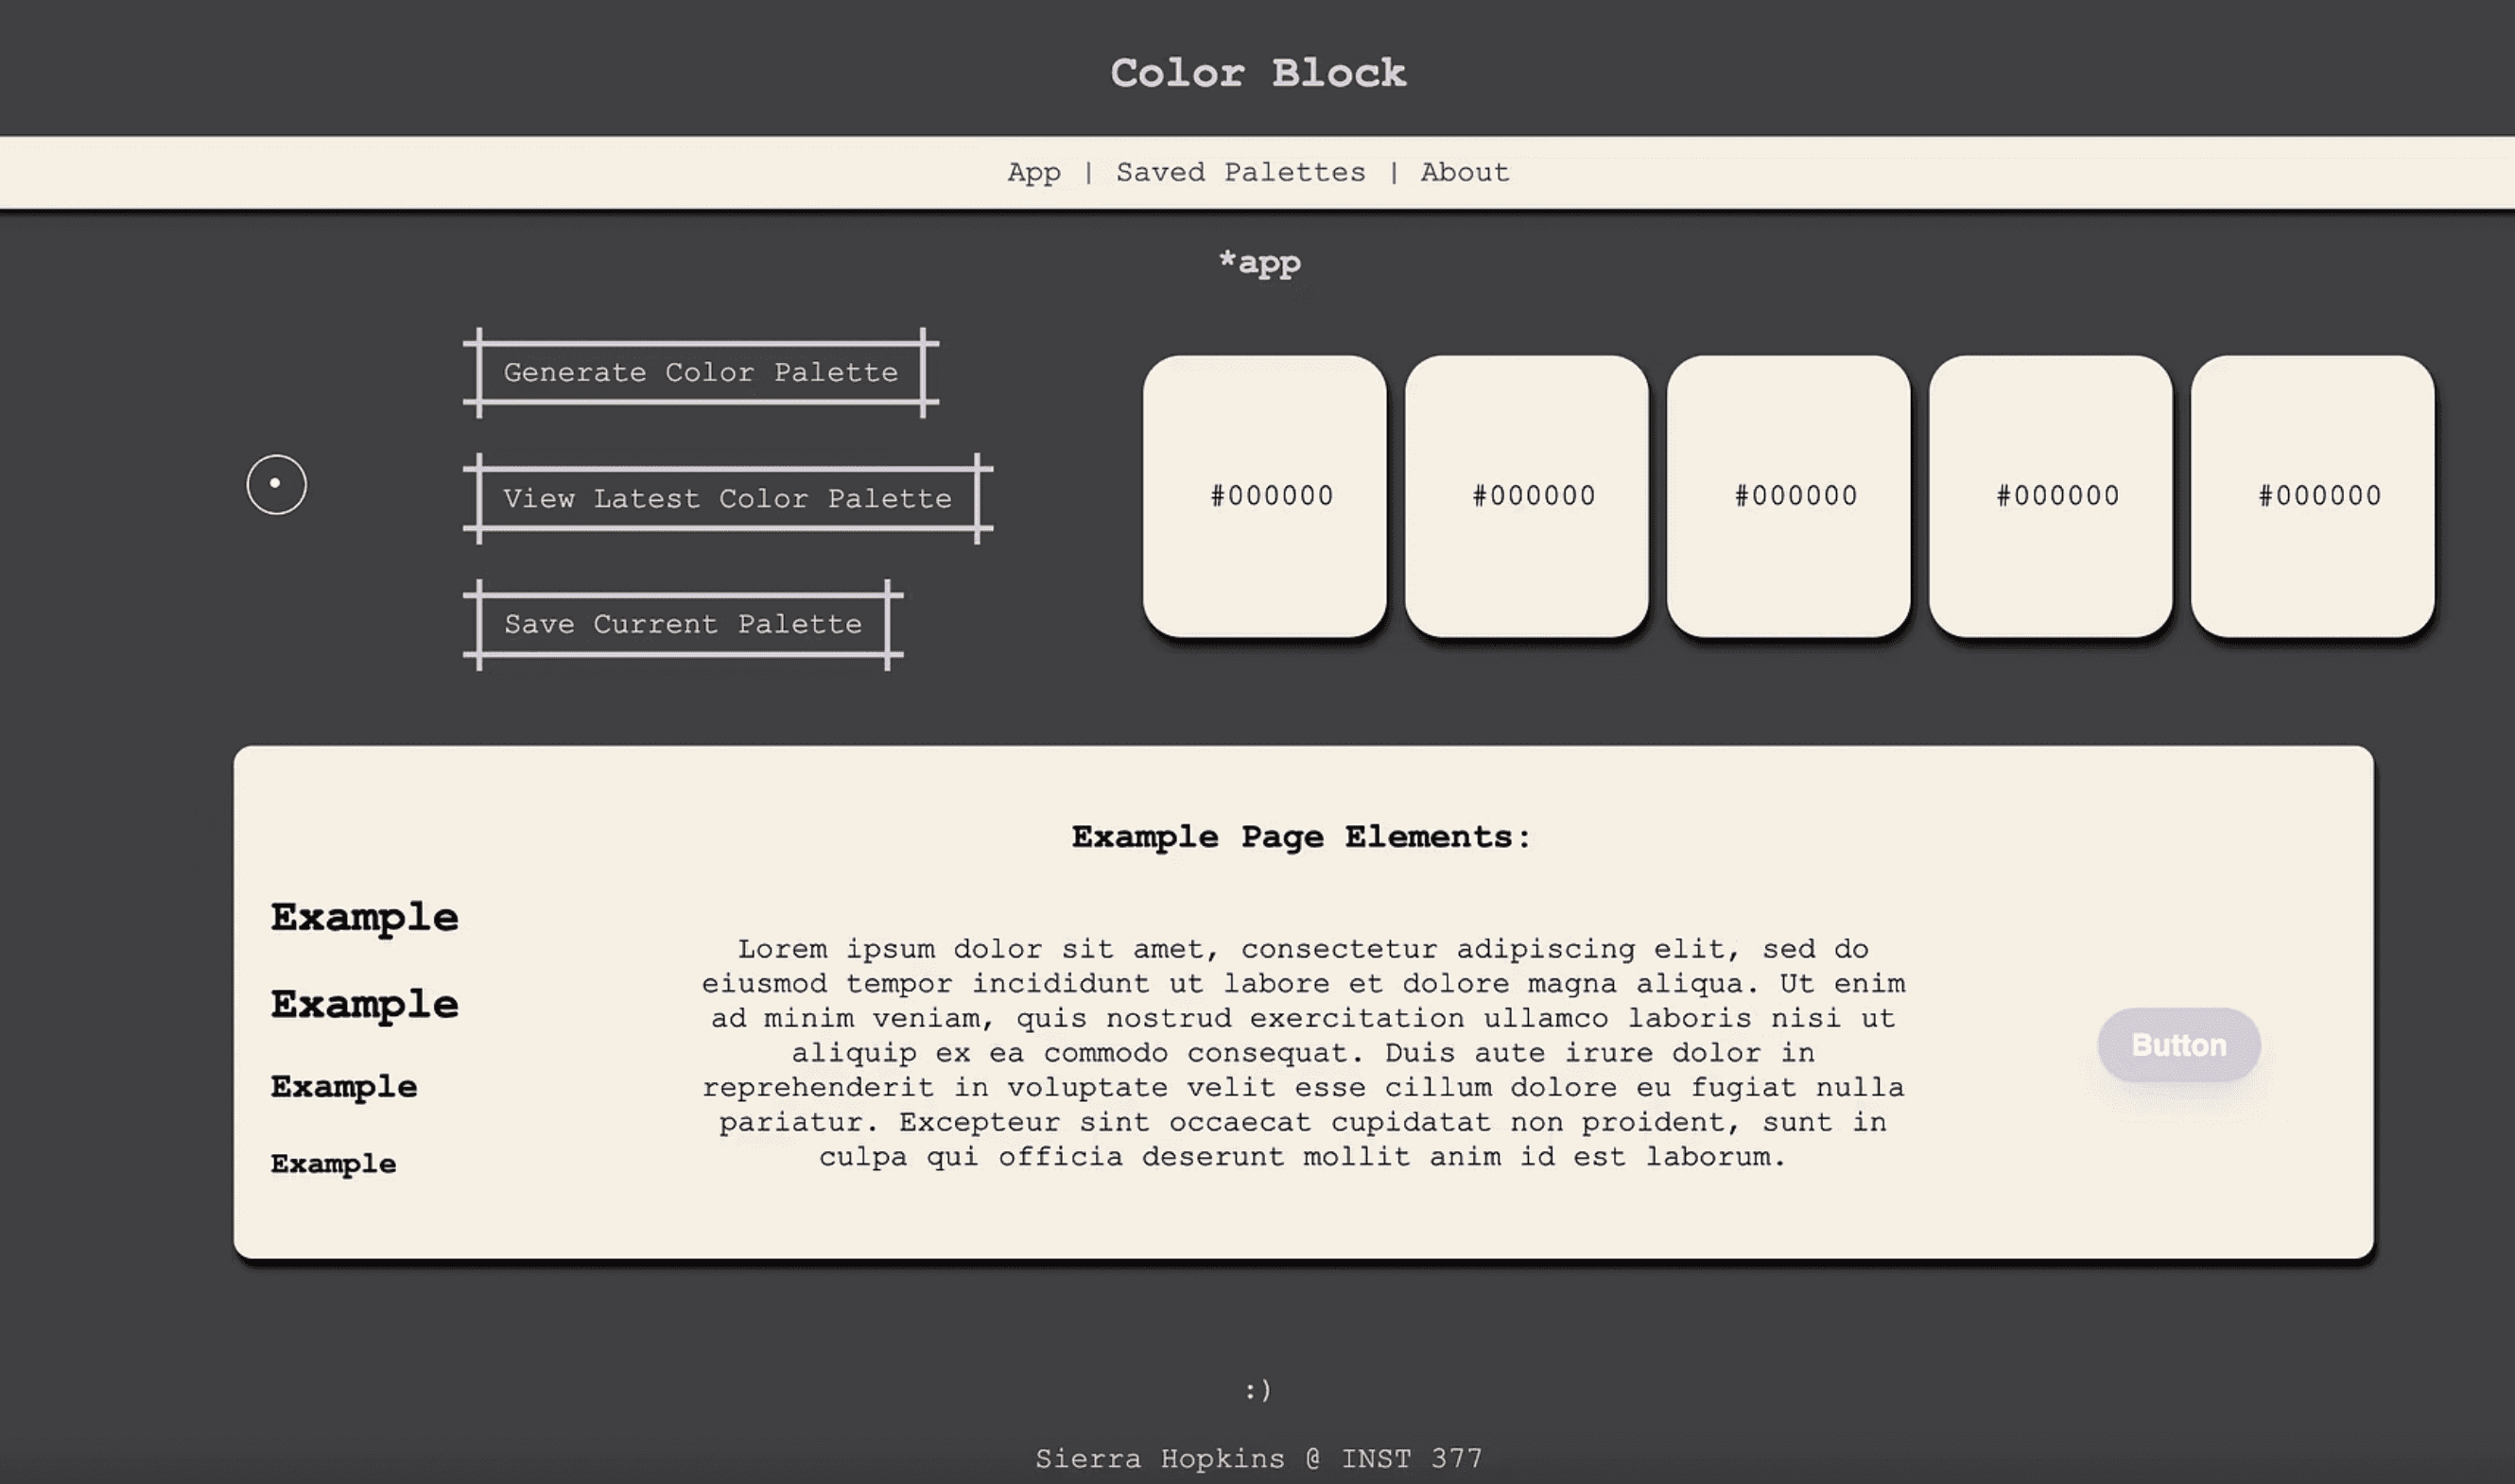 Color Block
App | Saved Palettes | About
*app
Generate Color Palette
View Latest Color Palette
Save Current Palette
#000000
#000000
#000000
#000000
#000000
Example Page Elements:
Example
Example
Example
Example
Lorem ipsum dolor sit amet, consectetur adipiscing elit, sed do
eiusmod tempor incididunt ut labore et dolore magna aliqua. Ut enim
ad minim veniam, quis nostrud exercitation ullamco laboris nisi ut
aliquip ex ea commodo consequat. Duis aute irure dolor in
reprehenderit in voluptate velit esse cillum dolore eu fugiat nulla
pariatur. Excepteur sint occaecat cupidatat non proident, sunt in
culpa qui officia deserunt mollit anim id est laborum.
Button
:)
Sierra Hopkins @ INST 377